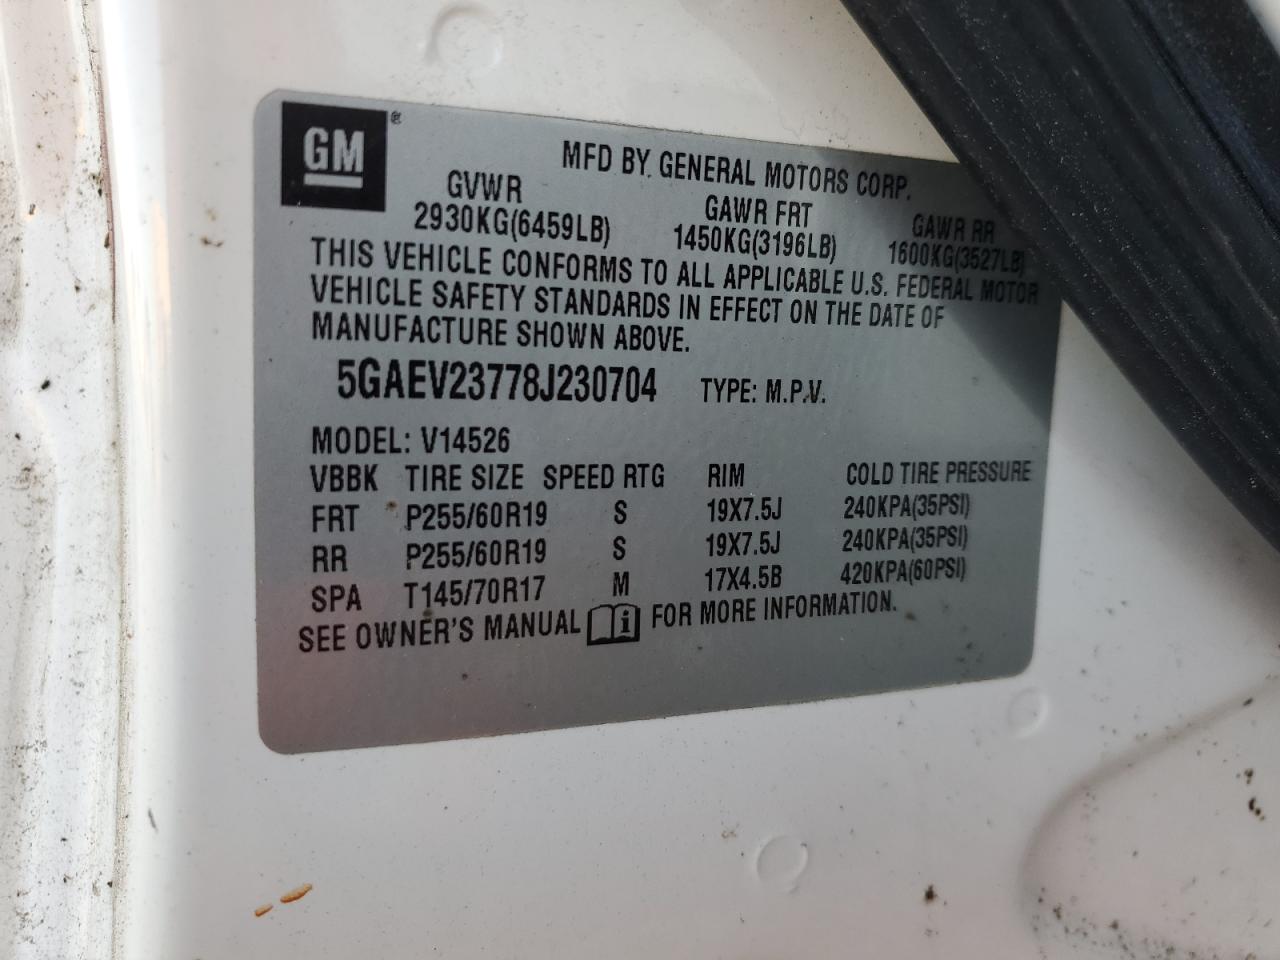 GM ®
MFD BY GENERAL MOTORS CORP.
GVWR GAWR FRT GAWR RR
2930KG(6459LB) 1450KG(3196LB) 1600KG(3527LB)
THIS VEHICLE CONFORMS TO ALL APPLICABLE U.S. FEDERAL MOTOR
VEHICLE SAFETY STANDARDS IN EFFECT ON THE DATE OF
MANUFACTURE SHOWN ABOVE.
5GAEV23778J230704 TYPE: M.P.V.
MODEL: V14526
VBBK TIRE SIZE SPEED RTG RIM COLD TIRE PRESSURE
FRT P255/60R19 S 19X7.5J 240KPA(35PSI)
RR P255/60R19 S 19X7.5J 240KPA(35PSI)
SPA T145/70R17 M 17X4.5B 420KPA(60PSI)
SEE OWNER'S MANUAL i FOR MORE INFORMATION.